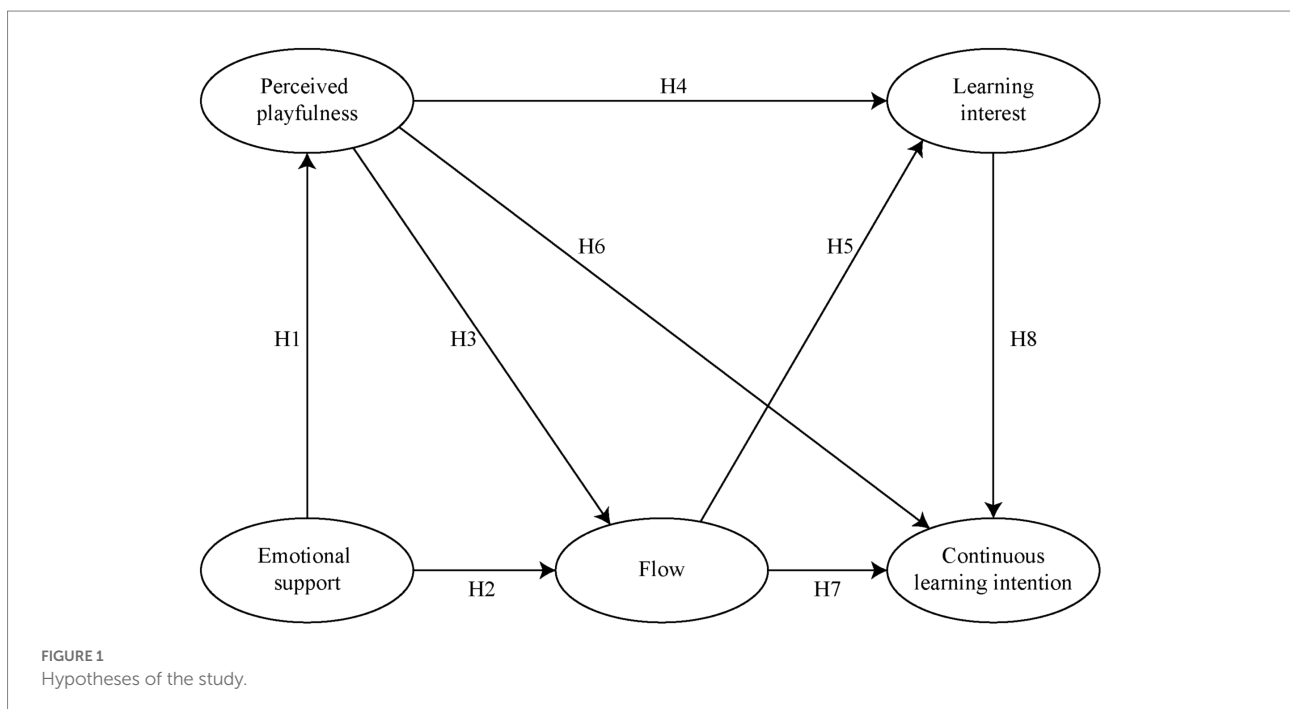 Perceived
playfulness
H4
Learning
interest
H6
H5
H1
H3
H8
Emotional
support
H2
Flow
H7
Continuous
learning intention
FIGURE 1
Hypotheses of the study.